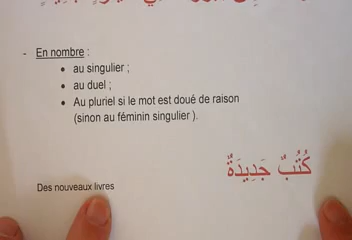 - En nombre :
• au singulier ;
• au duel ;
• Au pluriel si le mot est doué de raison
(sinon au féminin singulier ).
كُتُبٌ جَدِيدَةٌ
Des nouveaux livres